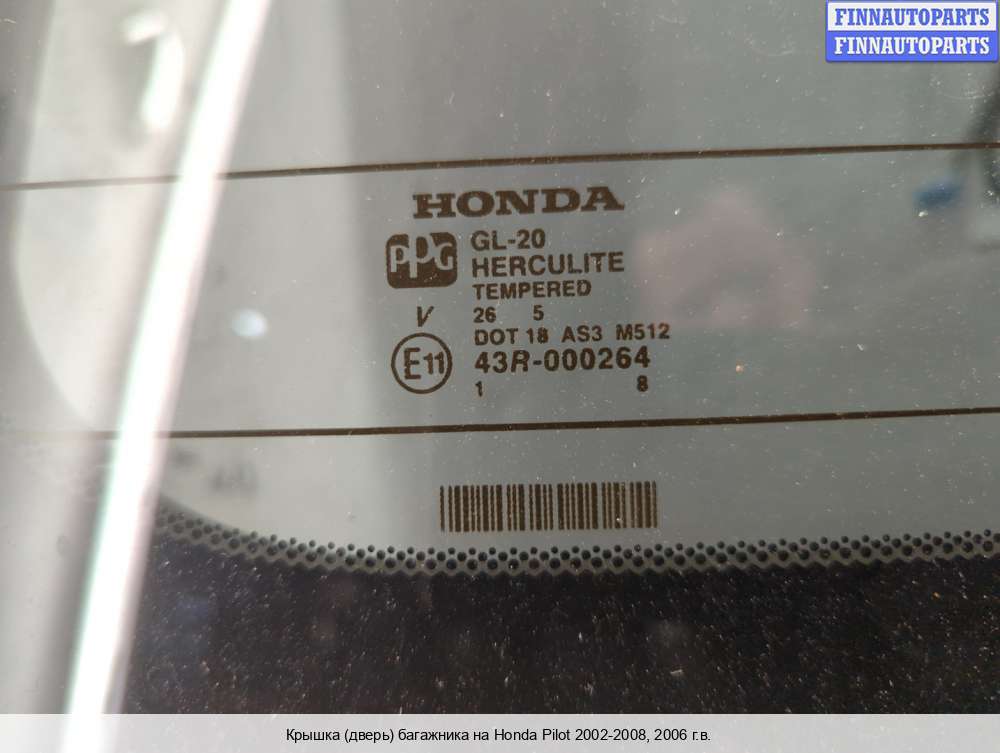 FINNAUTOPARTS
FINNAUTOPARTS
HONDA
PPG GL-20
HERCULITE
TEMPERED
V 26 5
DOT 18 AS3 M512
E11 43R-000264
1 8
Крышка (дверь) багажника на Honda Pilot 2002-2008, 2006 г.в.